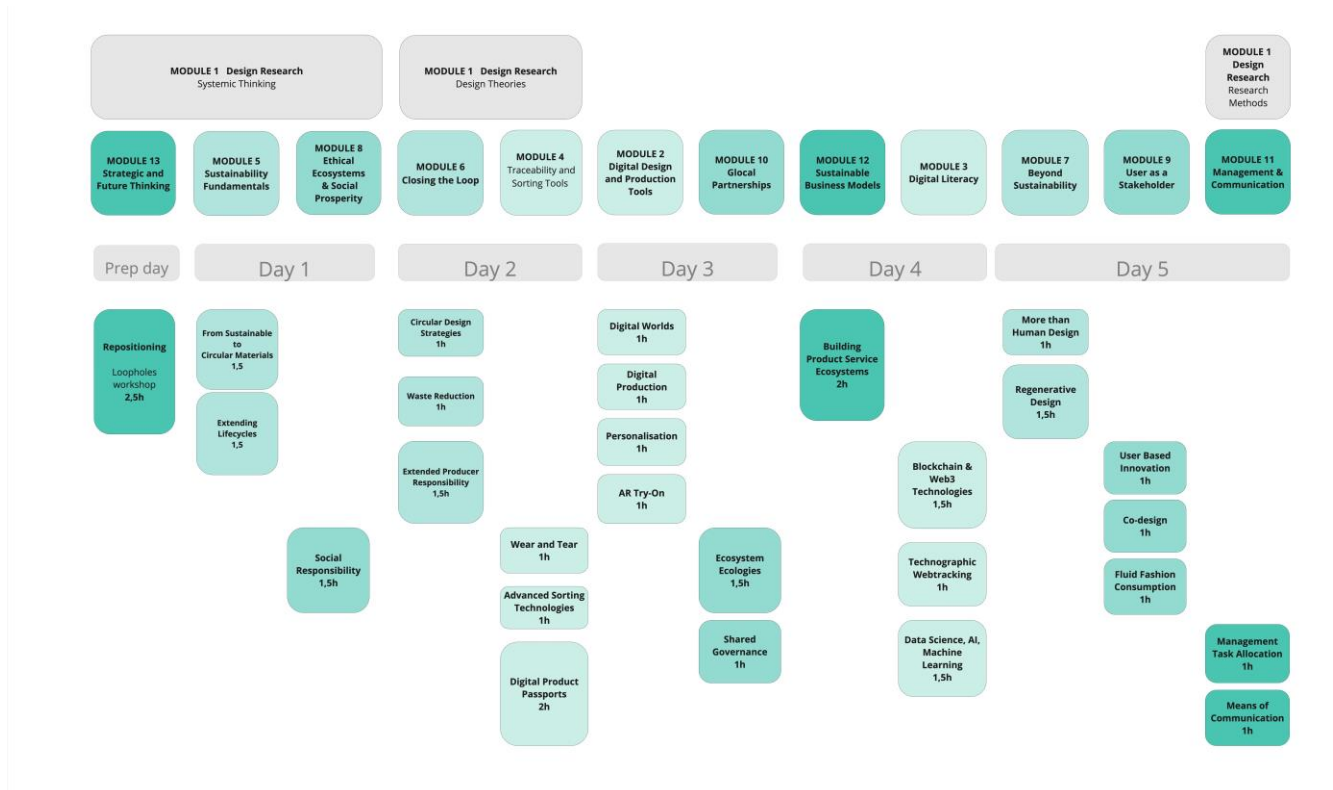 MODULE 1 Design Research
Systemic Thinking
MODULE 1 Design Research
Design Theories
MODULE 1
Design
Research
Research
Methods
MODULE 13
Strategic and
Future Thinking
MODULE 5
Sustainability
Fundamentals
MODULE 8
Ethical
Ecosystems
& Social
Prosperity
MODULE 6
Closing the Loop
MODULE 4
Traceability and
Sorting Tools
MODULE 2
Digital Design
and Production
Tools
MODULE 10
Glocal
Partnerships
MODULE 12
Sustainable
Business Models
MODULE 3
Digital Literacy
MODULE 7
Beyond
Sustainability
MODULE 9
User as a
Stakeholder
MODULE 11
Management &
Communication
Prep day
Day 1
Day 2
Day 3
Day 4
Day 5
Repositioning
Loopholes
workshop
2,5h
From Sustainable
to
Circular Materials
1,5
Extending
Lifecycles
1,5
Social
Responsibility
1,5h
Circular Design
Strategies
1h
Waste Reduction
1h
Extended Producer
Responsibility
1,5h
Wear and Tear
1h
Advanced Sorting
Technologies
1h
Digital Product
Passports
2h
Digital Worlds
1h
Digital
Production
1h
Personalisation
1h
AR Try-On
1h
Ecosystem
Ecologies
1,5h
Shared
Governance
1h
Building
Product Service
Ecosystems
2h
Blockchain &
Web3
Technologies
1,5h
Technographic
Webtracking
1h
Data Science, AI,
Machine
Learning
1,5h
More than
Human Design
1h
Regenerative
Design
1,5h
User Based
Innovation
1h
Co-design
1h
Fluid Fashion
Consumption
1h
Management
Task Allocation
1h
Means of
Communication
1h